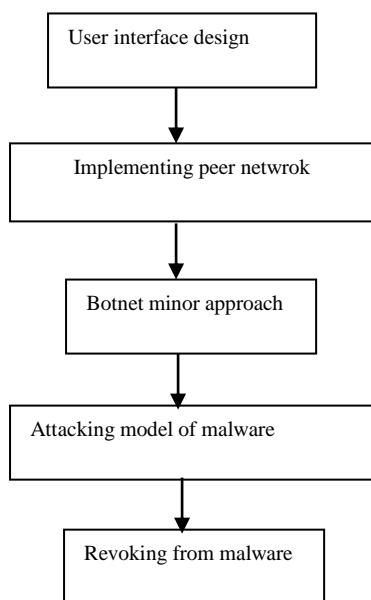 User interface design
Implementing peer netwrok
Botnet minor approach
Attacking model of malware
Revoking from malware